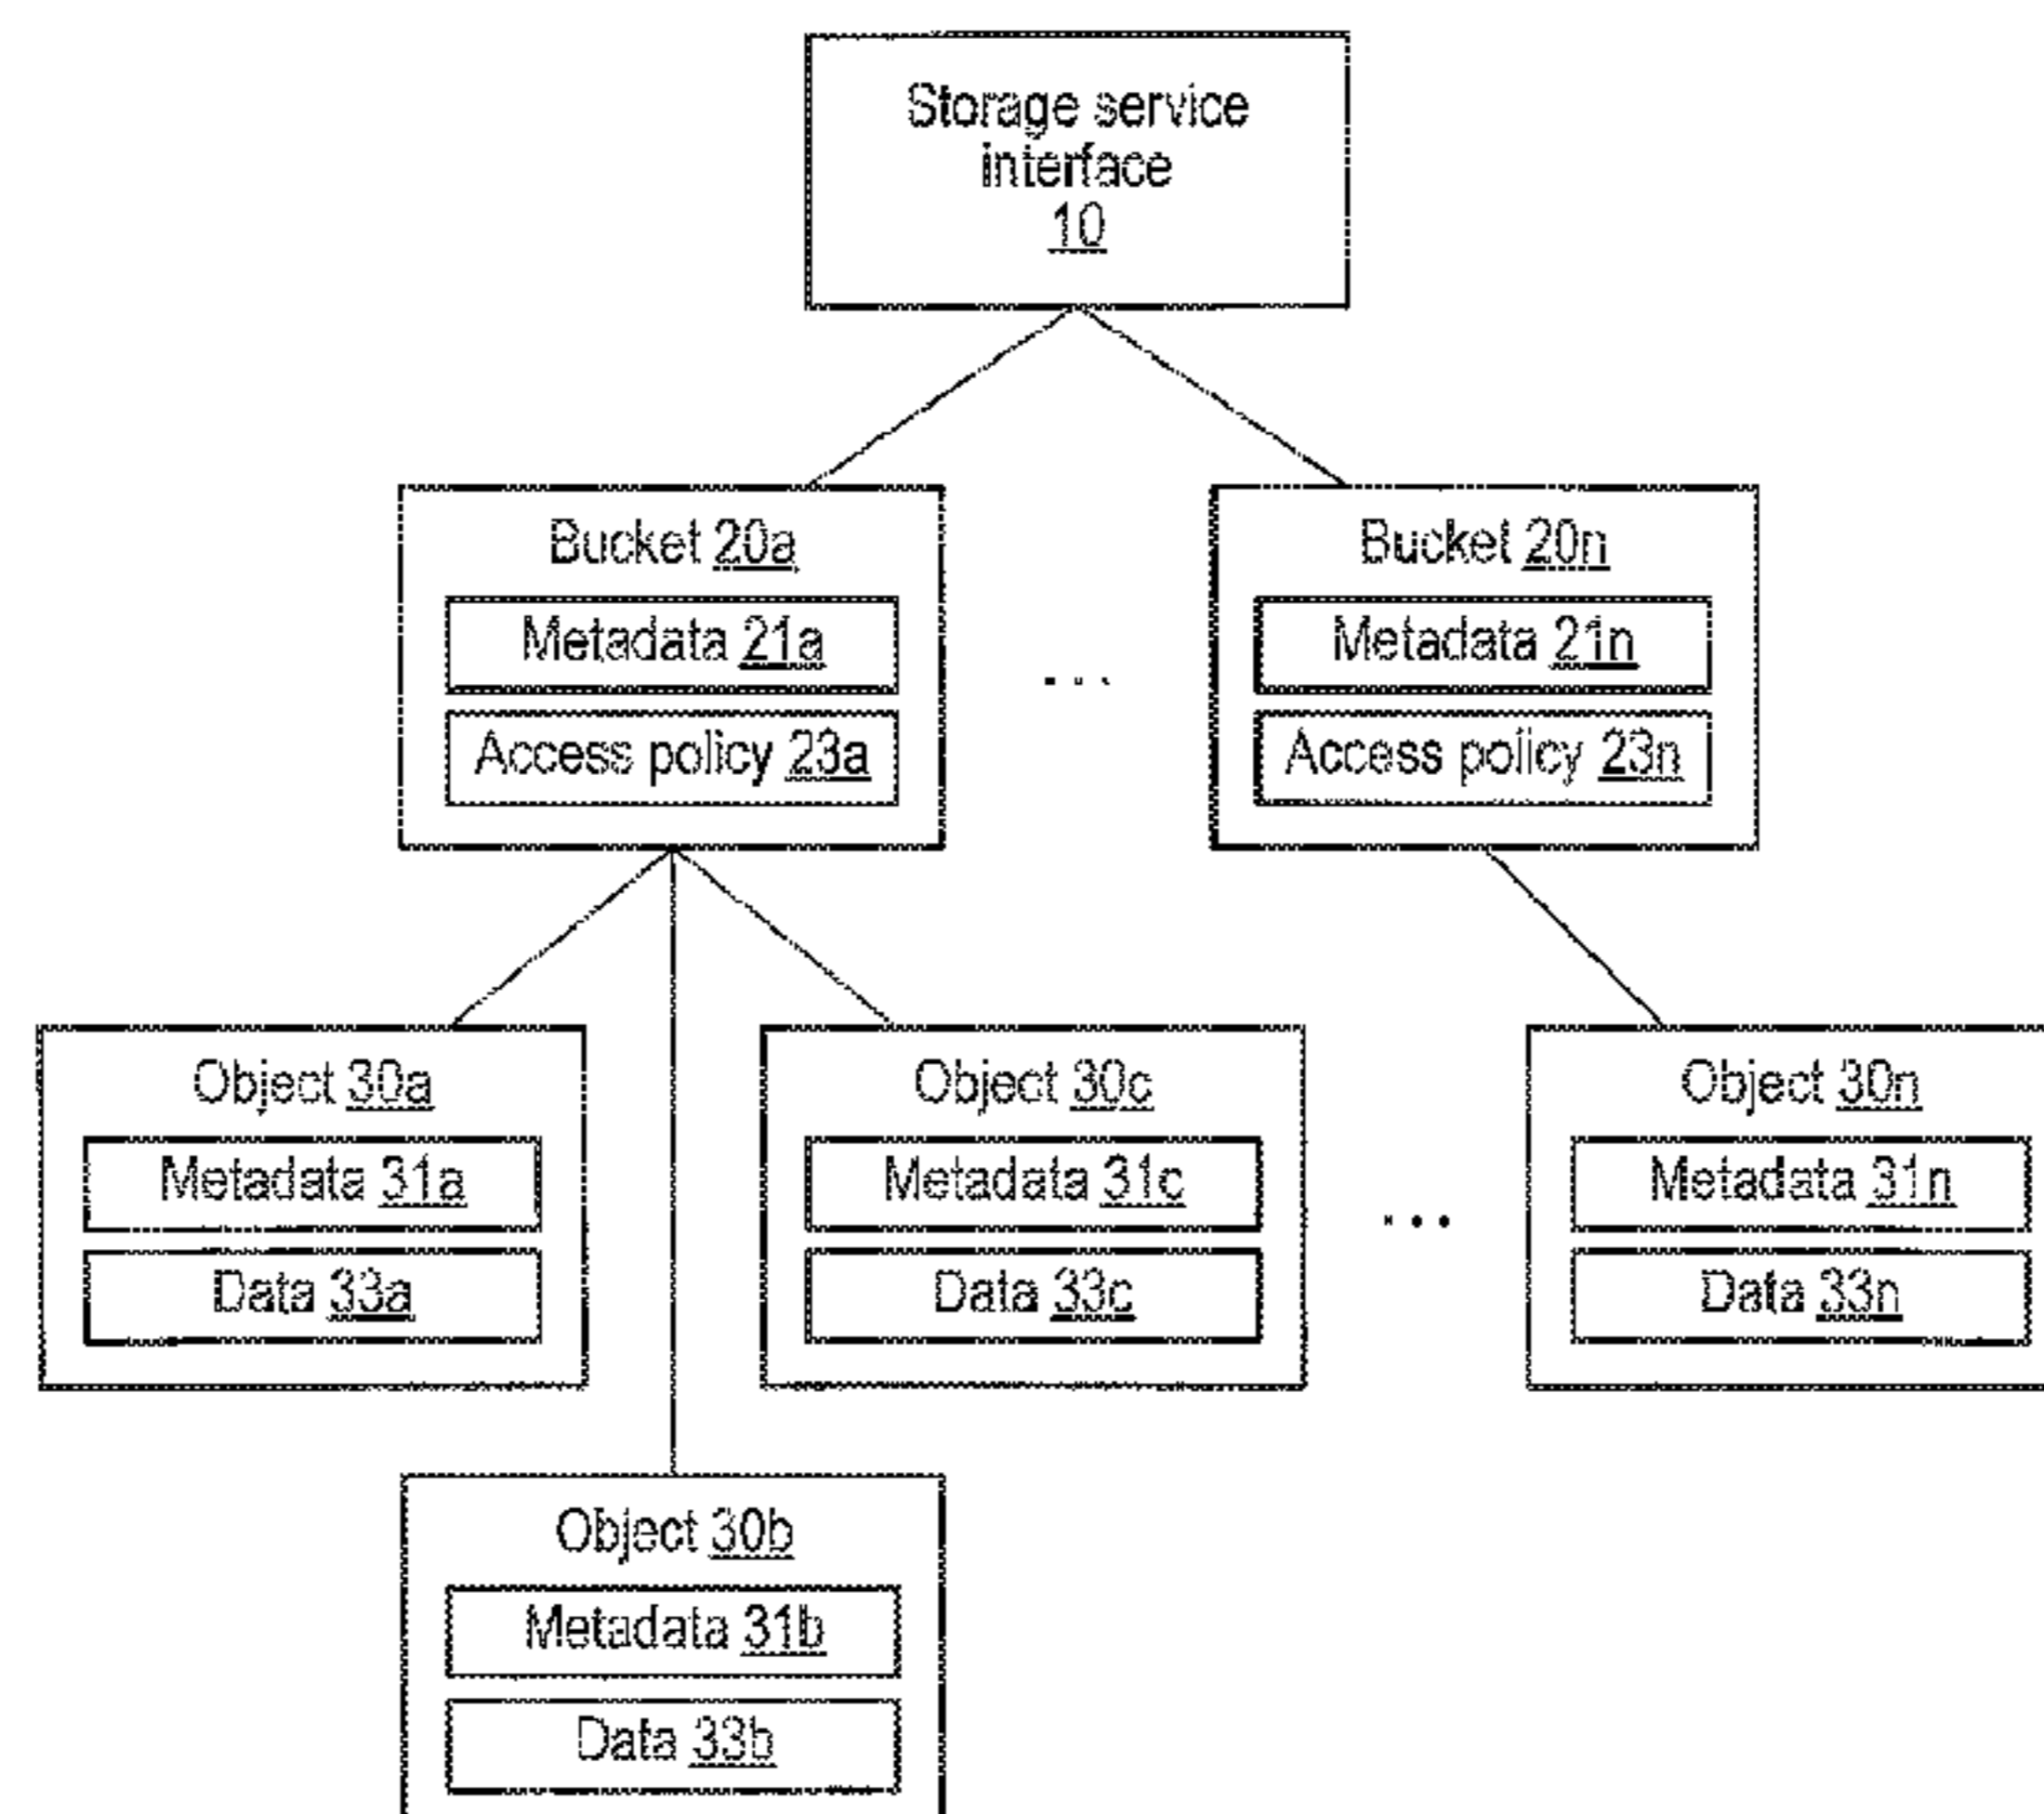 Storage service
interface
10
Bucket 20a
Metadata 21a
Access policy 23a
...
Bucket 20n
Metadata 21n
Access policy 23n
Object 30a
Metadata 31a
Data 33a
Object 30c
Metadata 31c
Data 33c
...
Object 30n
Metadata 31n
Data 33n
Object 30b
Metadata 31b
Data 33b